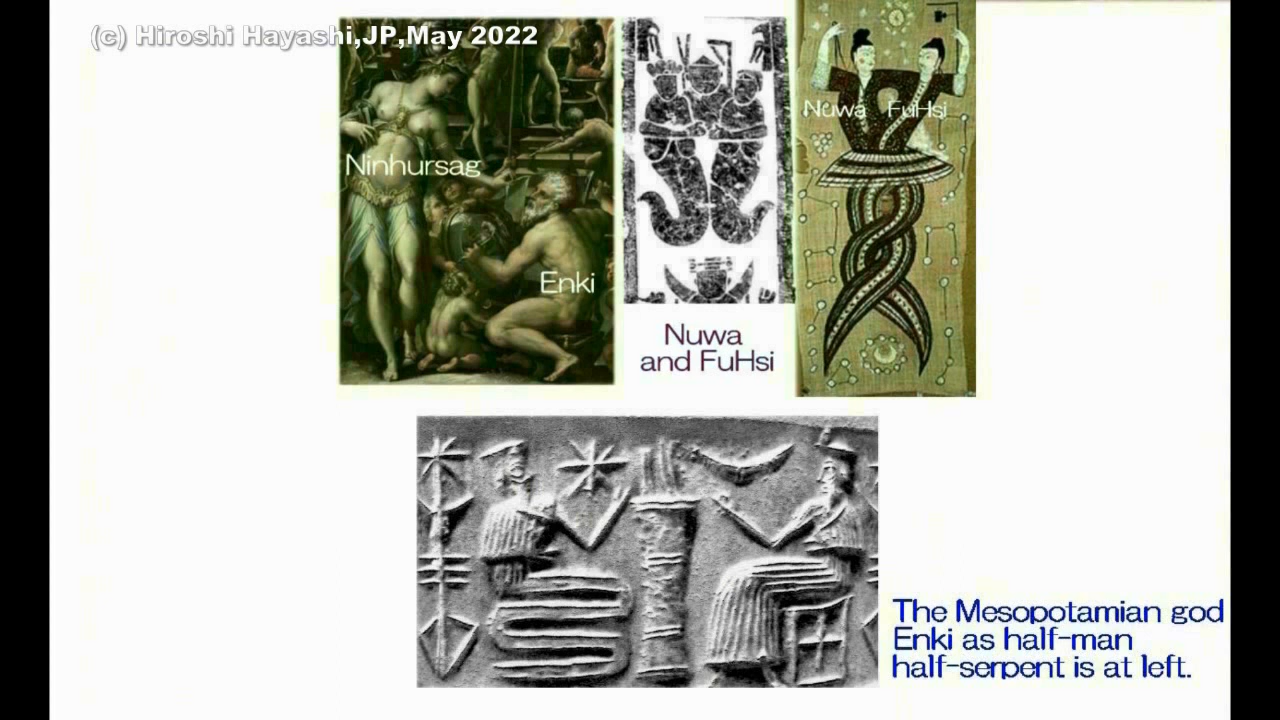 (c) Hiroshi Hayashi,JP,May 2022
Ninhursag
Enki
Nuwa
and FuHsi
Nuwa FuHsi
The Mesopotamian god
Enki as half-man
half-serpent is at left.